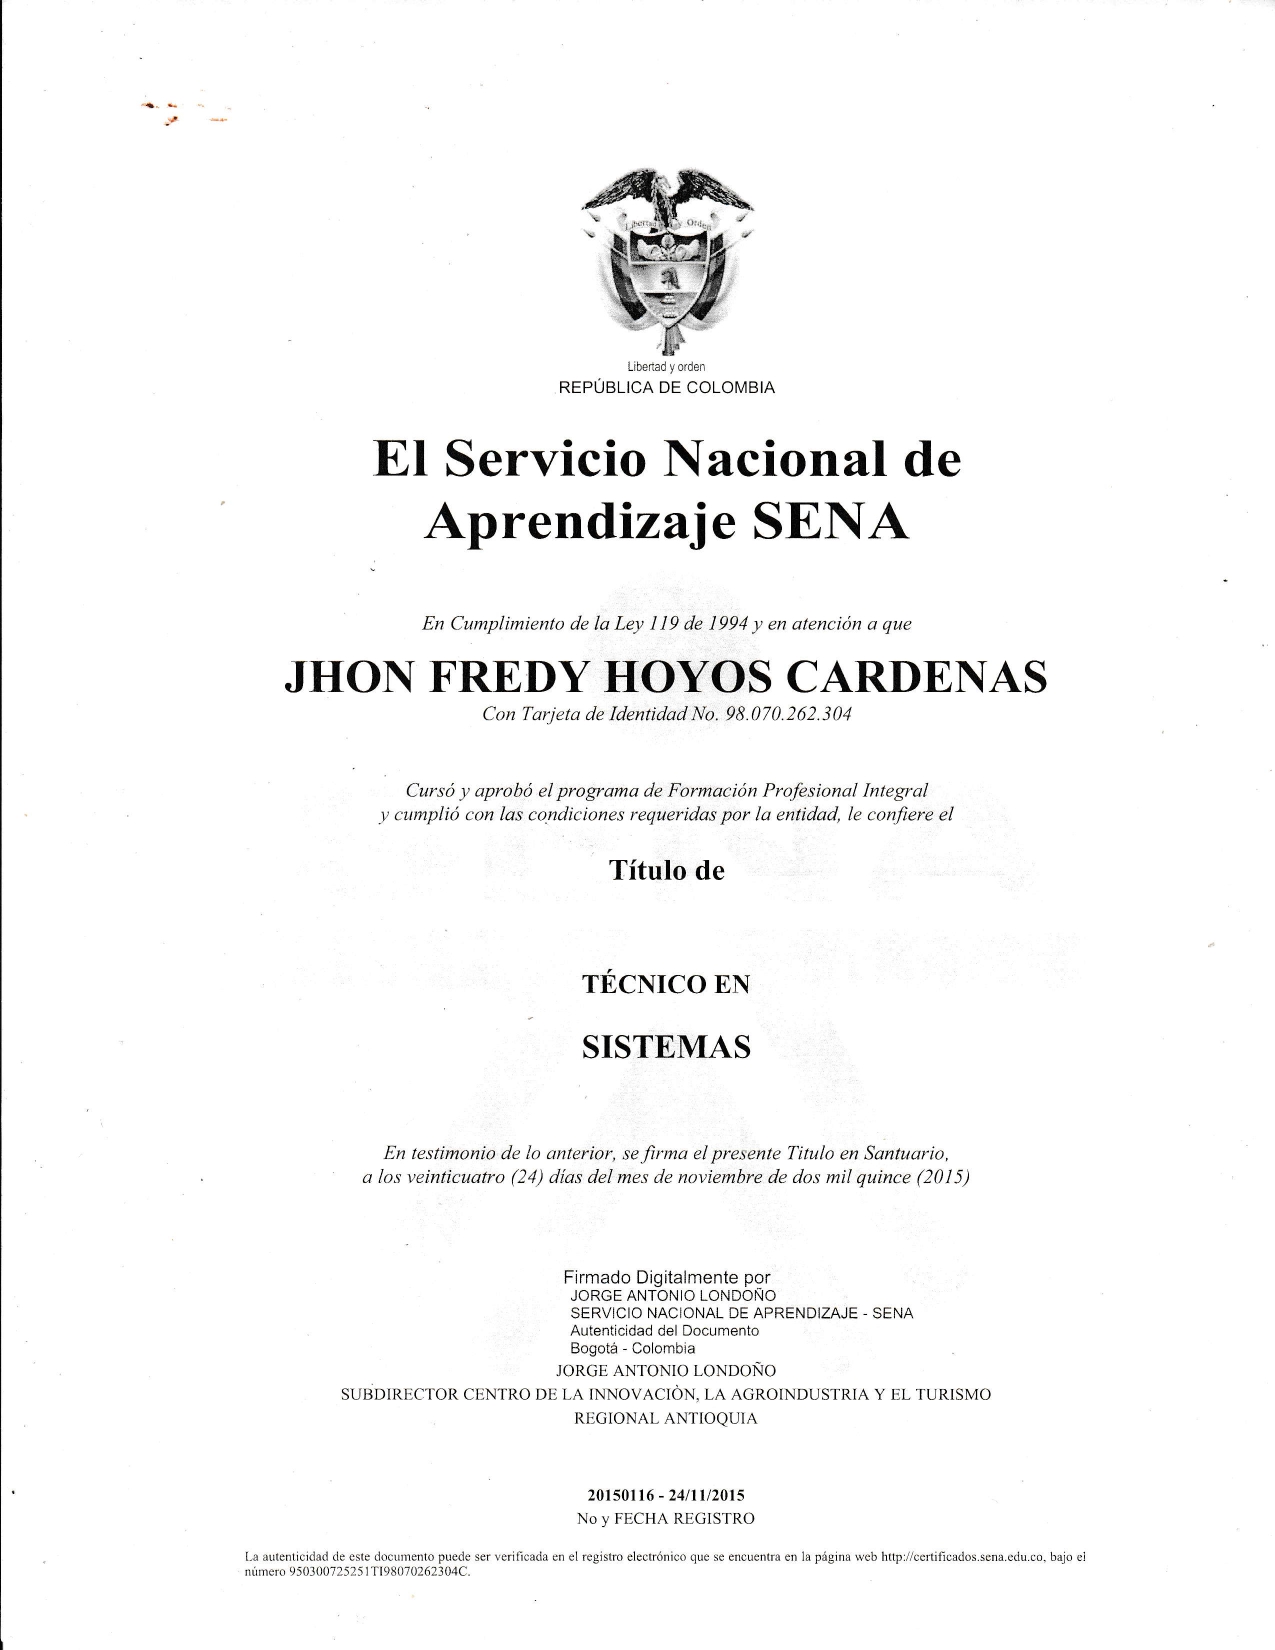 Libertad y Orden
Libertad y orden
REPÚBLICA DE COLOMBIA
El Servicio Nacional de
Aprendizaje SENA
En Cumplimiento de la Ley 119 de 1994 y en atención a que
JHON FREDY HOYOS CARDENAS
Con Tarjeta de Identidad No. 98.070.262.304
Cursó y aprobó el programa de Formación Profesional Integral
y cumplió con las condiciones requeridas por la entidad, le confiere el
Título de
TÉCNICO EN
SISTEMAS
En testimonio de lo anterior, se firma el presente Titulo en Santuario,
a los veinticuatro (24) días del mes de noviembre de dos mil quince (2015)
Firmado Digitalmente por
JORGE ANTONIO LONDOÑO
SERVICIO NACIONAL DE APRENDIZAJE - SENA
Autenticidad del Documento
Bogotá - Colombia
JORGE ANTONIO LONDOÑO
SUBDIRECTOR CENTRO DE LA INNOVACIÒN, LA AGROINDUSTRIA Y EL TURISMO
REGIONAL ANTIOQUIA
20150116 - 24/11/2015
No y FECHA REGISTRO
La autenticidad de este documento puede ser verificada en el registro electrónico que se encuentra en la página web http://certificados.sena.edu.co, bajo el
número 950300725251TI98070262304C.